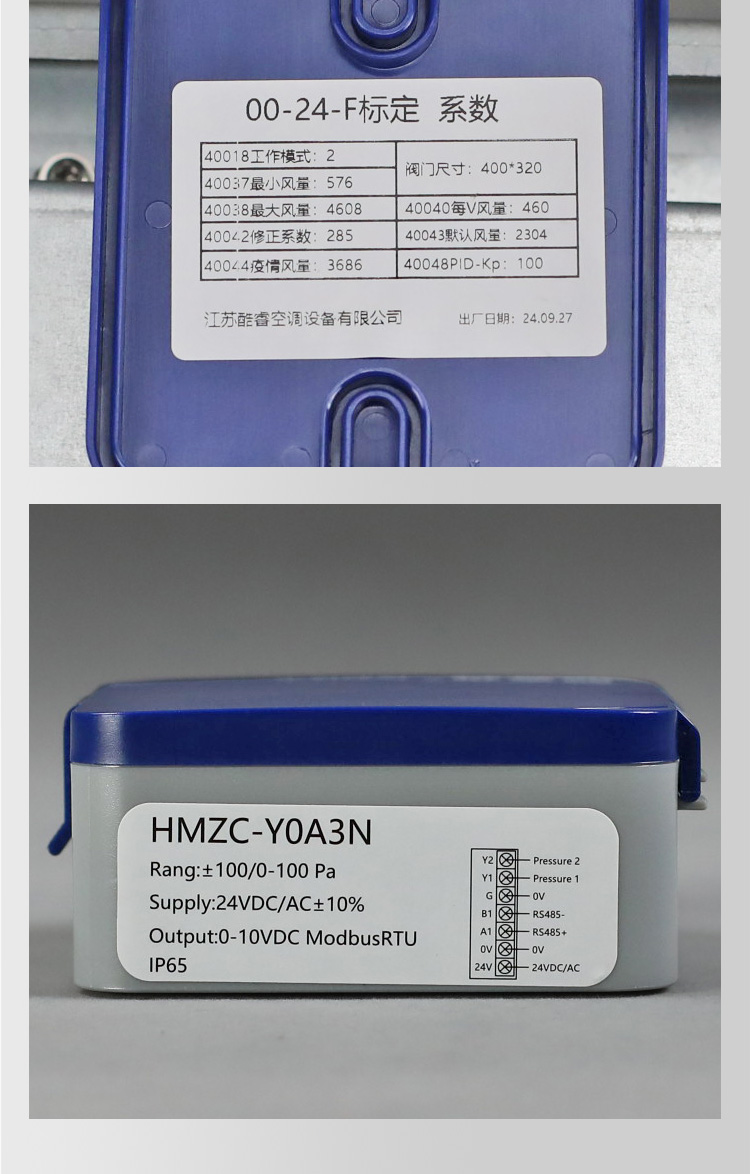 00-24-F标定 系数
40018工作模式: 2
阀门尺寸: 400*320
40037最小风量: 576
40038最大风量: 4608
40040每V风量: 460
40042修正系数: 285
40043默认风量: 2304
40044疫情风量: 3686
40048PID-Kp: 100
江苏酷睿空调设备有限公司
出厂日期: 24.09.27
HMZC-Y0A3N
Rang:±100/0-100 Pa
Supply:24VDC/AC±10%
Output:0-10VDC ModbusRTU
IP65
Y2 Pressure 2
Y1 Pressure 1
G 0V
B1 RS485-
A1 RS485+
0V 0V
24V 24VDC/AC